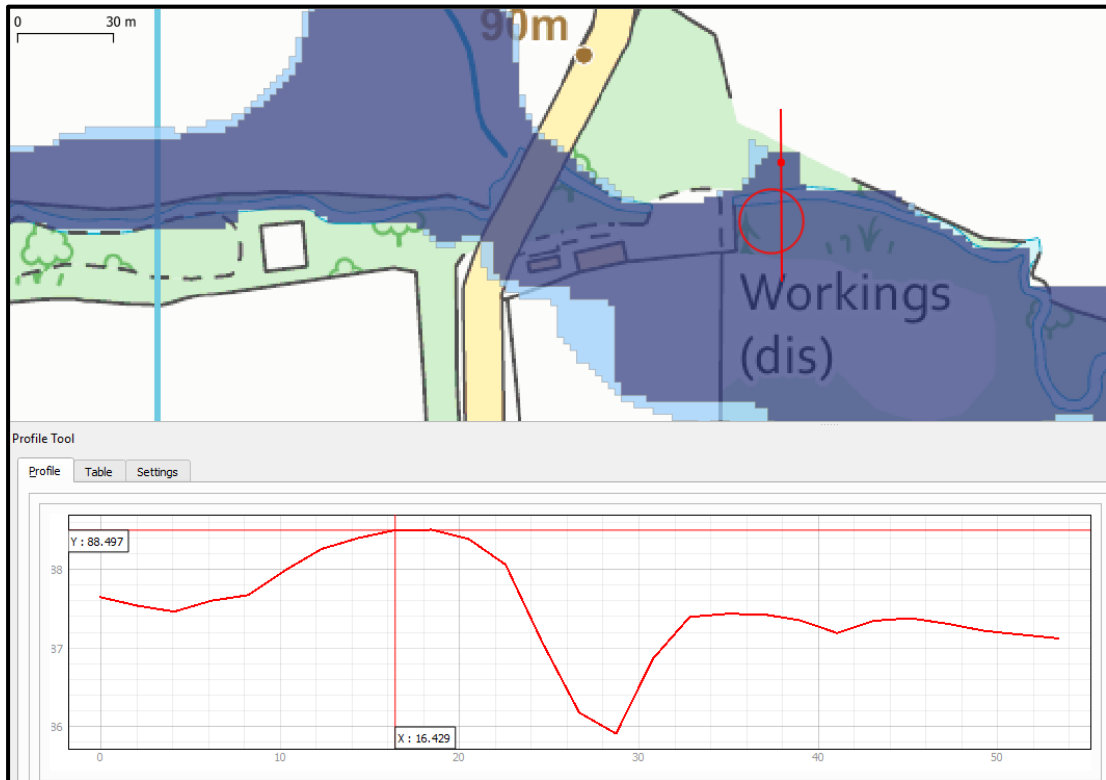 0 30 m
90m
Workings
(dis)
Profile Tool
Profile Table Settings
Y : 88.497
38
37
36
X : 16.429
0 10 20 30 40 50